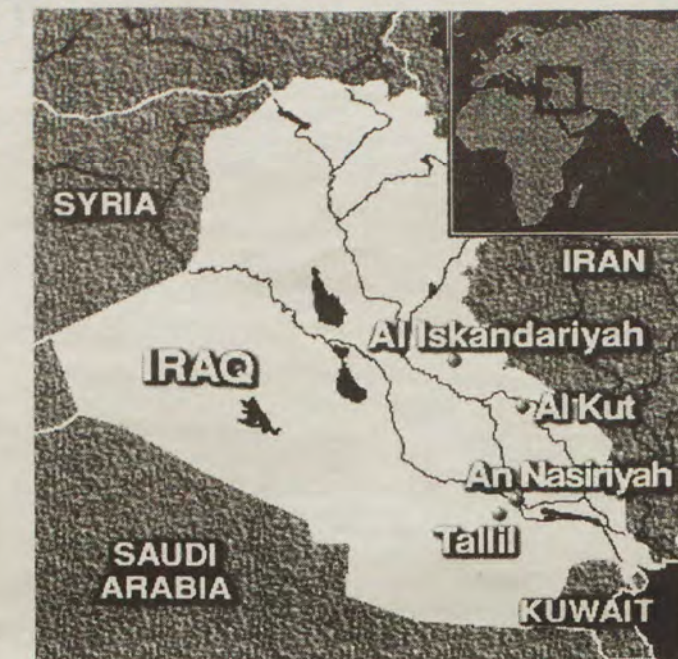 SYRIA
IRAN
Al Iskandariyah
IRAQ
Al Kut
An Nasiriyah
Tallil
SAUDI
ARABIA
KUWAIT